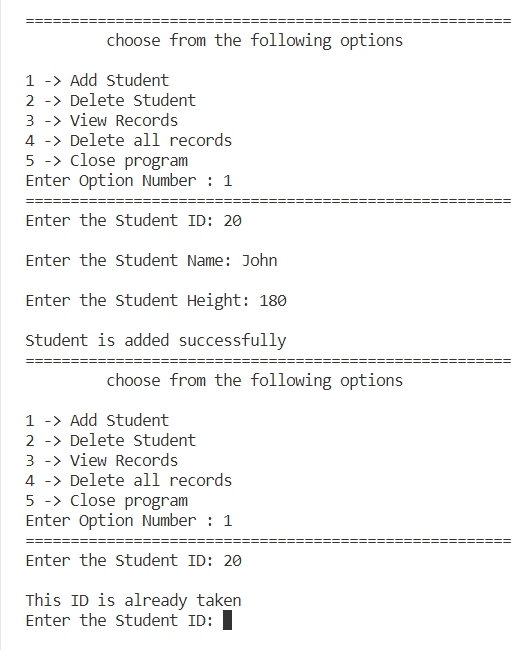 ======================================================
choose from the following options
1 -> Add Student
2 -> Delete Student
3 -> View Records
4 -> Delete all records
5 -> Close program
Enter Option Number : 1
======================================================
Enter the Student ID: 20
Enter the Student Name: John
Enter the Student Height: 180
Student is added successfully
======================================================
choose from the following options
1 -> Add Student
2 -> Delete Student
3 -> View Records
4 -> Delete all records
5 -> Close program
Enter Option Number : 1
======================================================
Enter the Student ID: 20
This ID is already taken
Enter the Student ID: